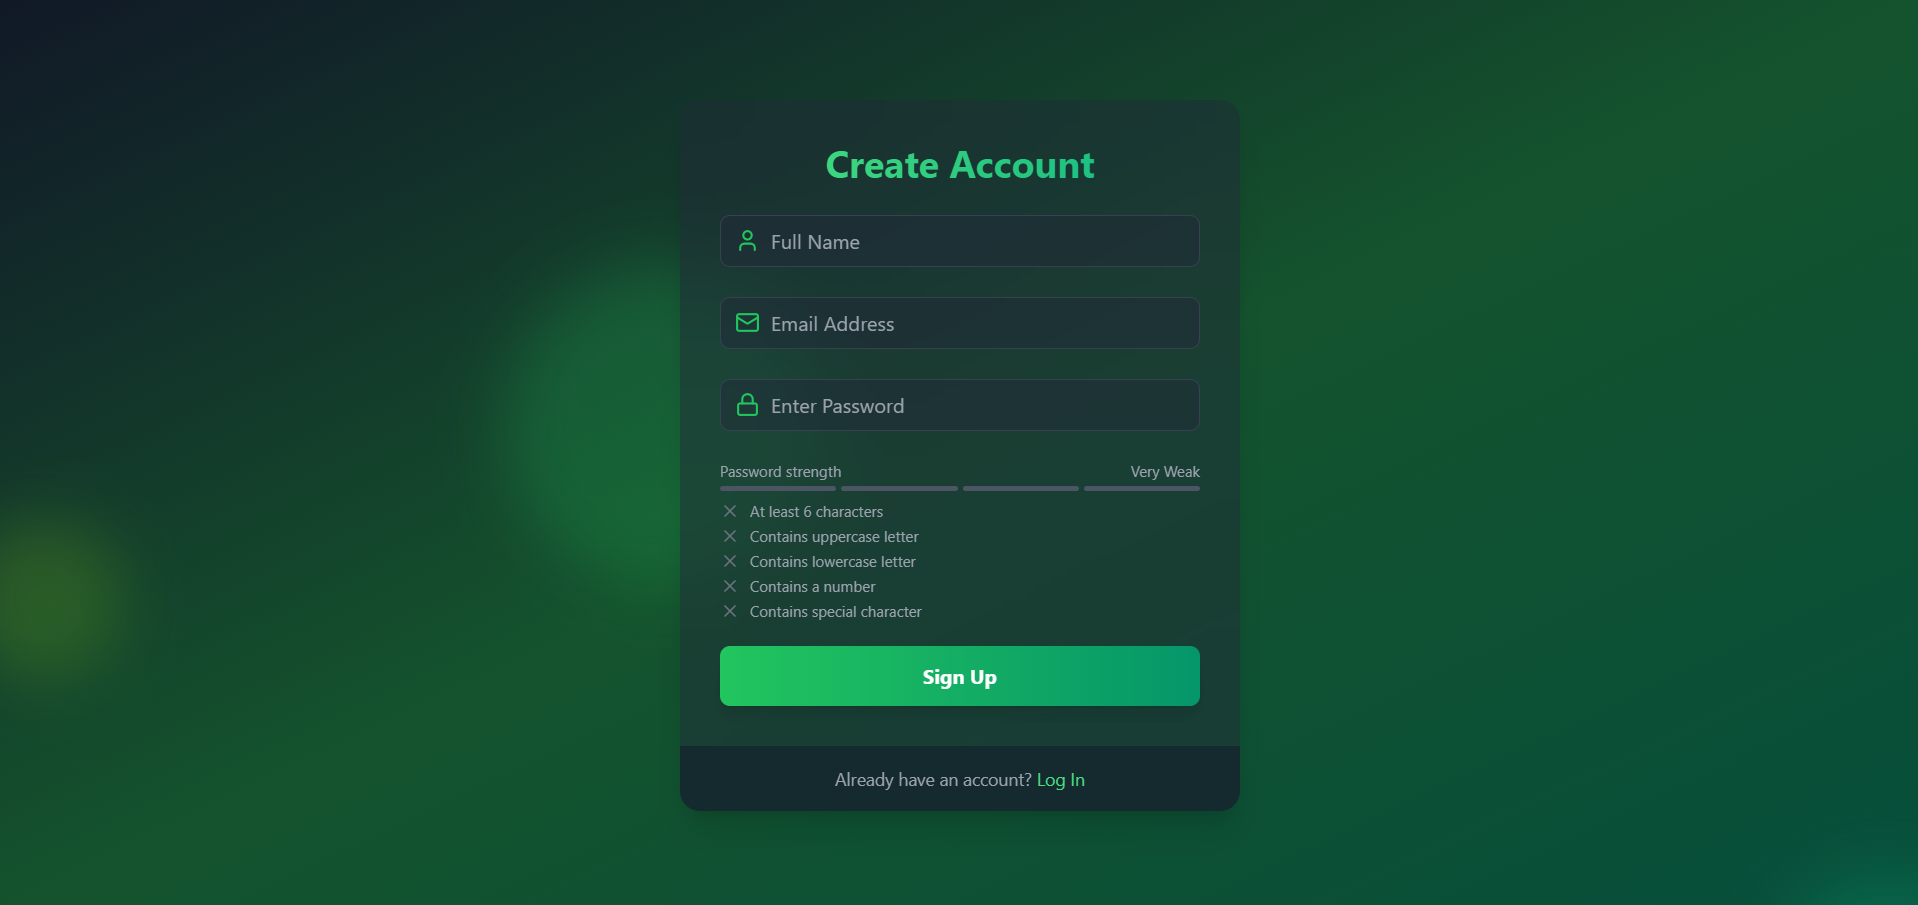 Create Account
Full Name
Email Address
Enter Password
Password strength Very Weak
At least 6 characters
Contains uppercase letter
Contains lowercase letter
Contains a number
Contains special character
Sign Up
Already have an account? Log In